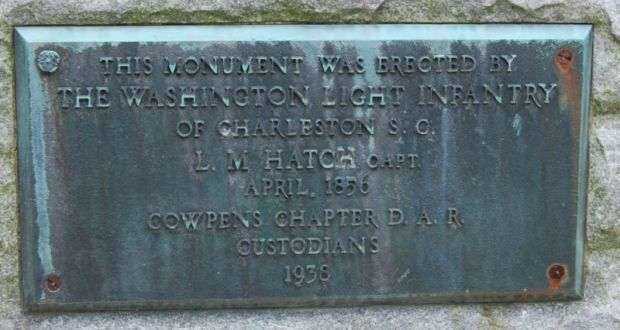 THIS MONUMENT WAS ERECTED BY
THE WASHINGTON LIGHT INFANTRY
OF CHARLESTON S. C.
L. M HATCH CAPT.
APRIL, 1856
COWPENS CHAPTER D. A. R.
CUSTODIANS
1938